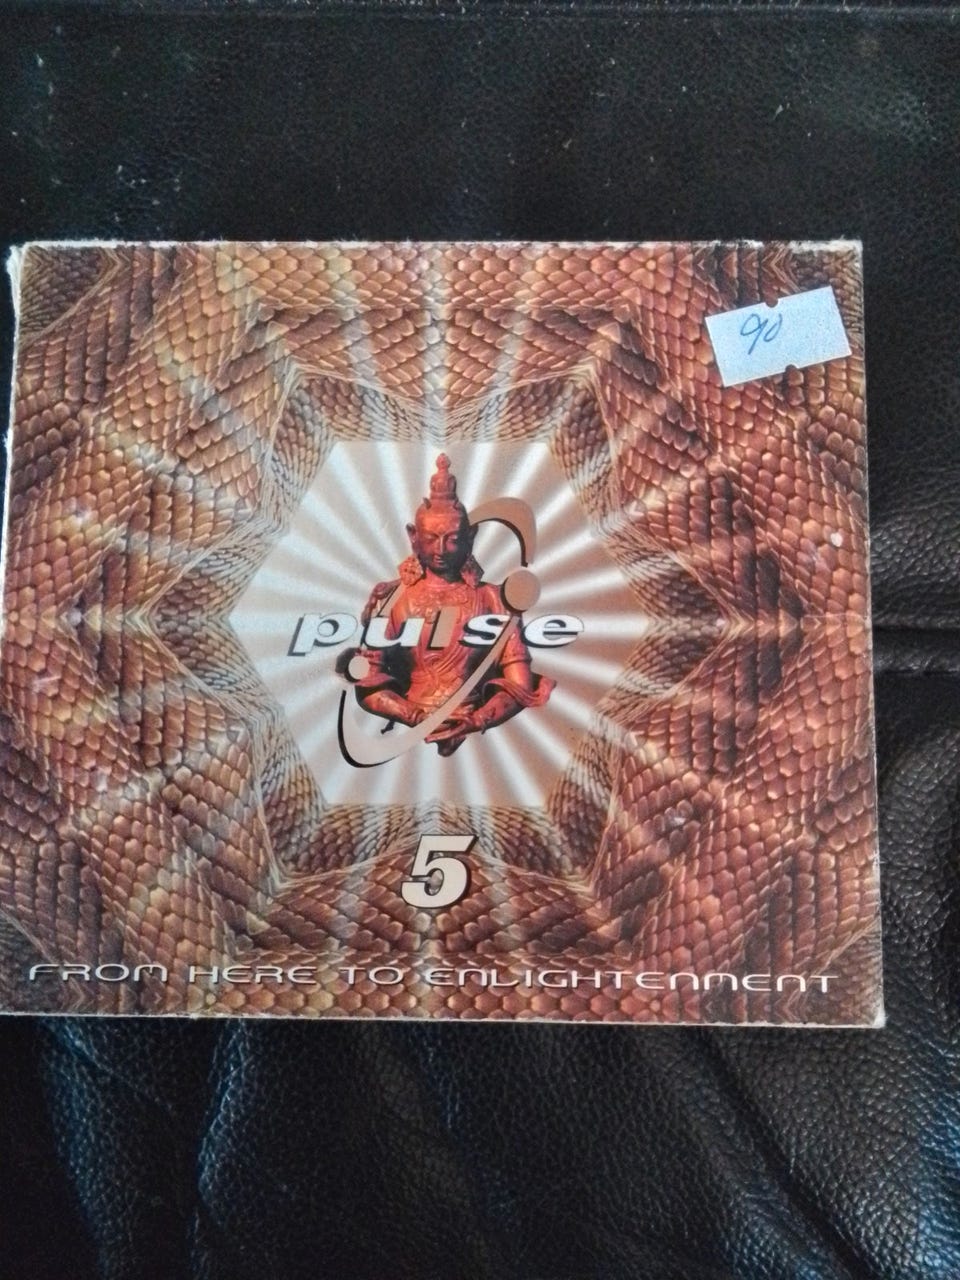 90
pulse
5
FROM HERE TO ENLIGHTENMENT